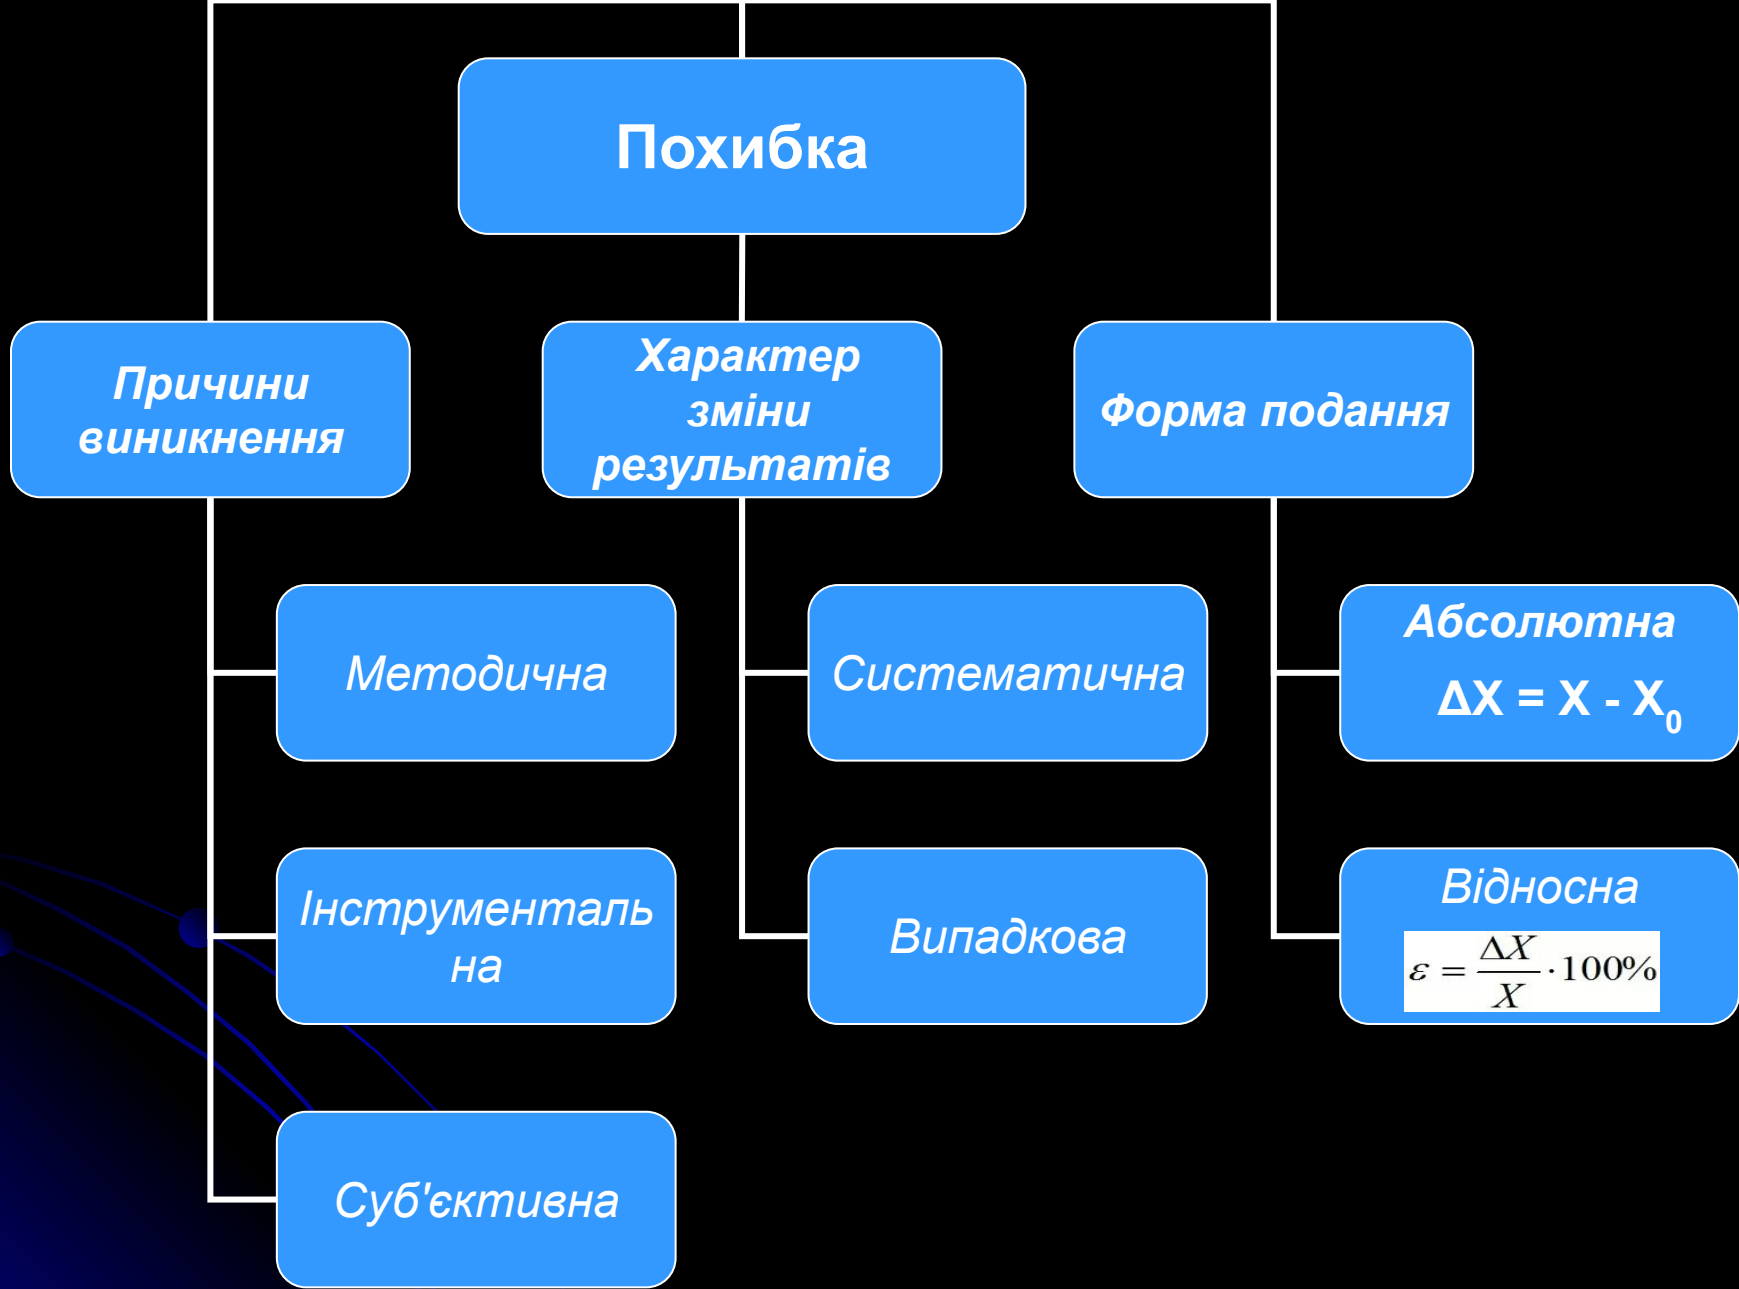 Похибка
Причини
виникнення
Методична
Інструменталь
на
Суб'єктивна
Характер
зміни
результатів
Систематична
Випадкова
Форма подання
Абсолютна
ΔX = X - X₀
Відносна
ε = ΔX/X · 100%